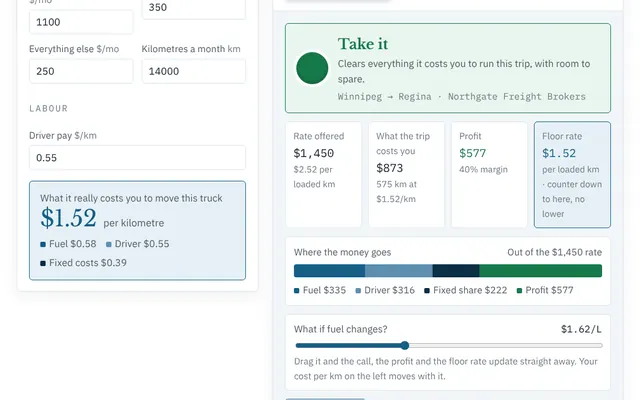 $/mo
1100
350
Everything else $/mo
Kilometres a month km
250
14000
LABOUR
Driver pay $/km
0.55
What it really costs you to move this truck
$1.52 per kilometre
Fuel $0.58 Driver $0.55
Fixed costs $0.39
Take it
Clears everything it costs you to run this trip, with room to
spare.
Winnipeg → Regina · Northgate Freight Brokers
Rate offered
$1,450
$2.52 per
loaded km
What the trip
costs you
$873
575 km at
$1.52/km
Profit
$577
40% margin
Floor rate
$1.52
per loaded km
· counter down
to here, no
lower
Where the money goes
Out of the $1,450 rate
Fuel $335 Driver $316 Fixed share $222 Profit $577
What if fuel changes?
$1.62/L
Drag it and the call, the profit and the floor rate update straight away. Your
cost per km on the left moves with it.